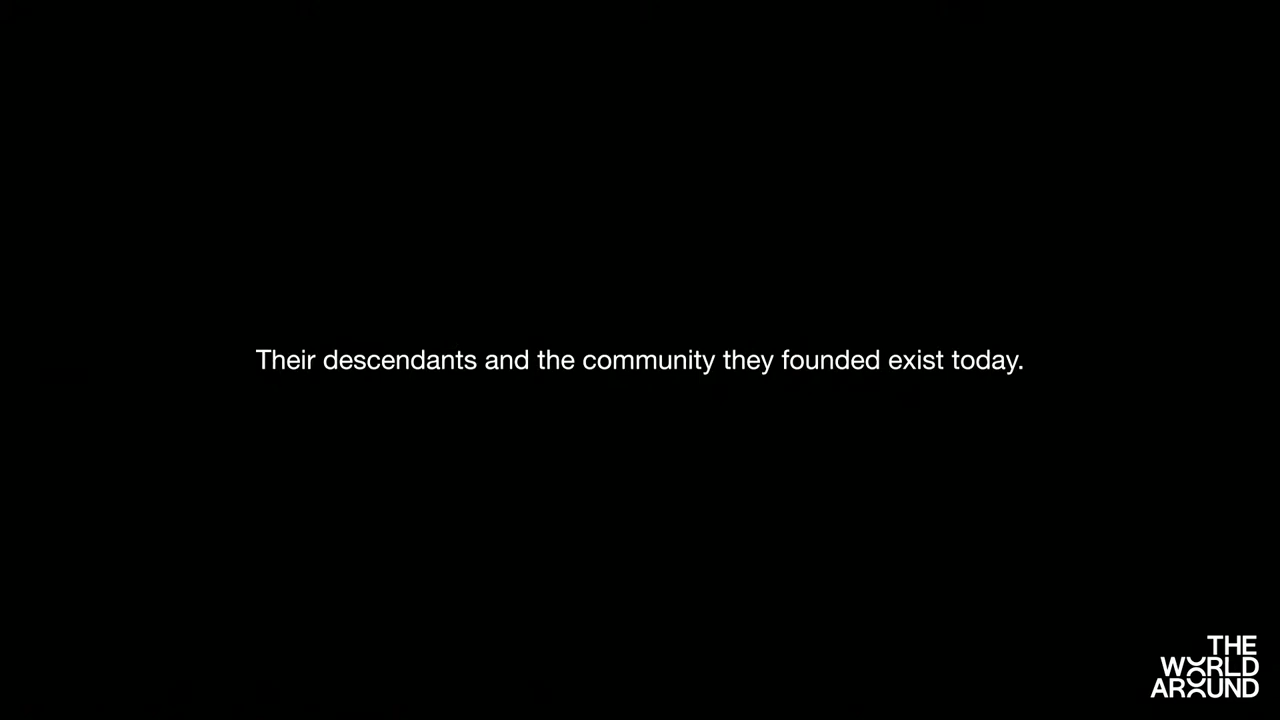 Their descendants and the community they founded exist today.
THE
WORLD
AROUND